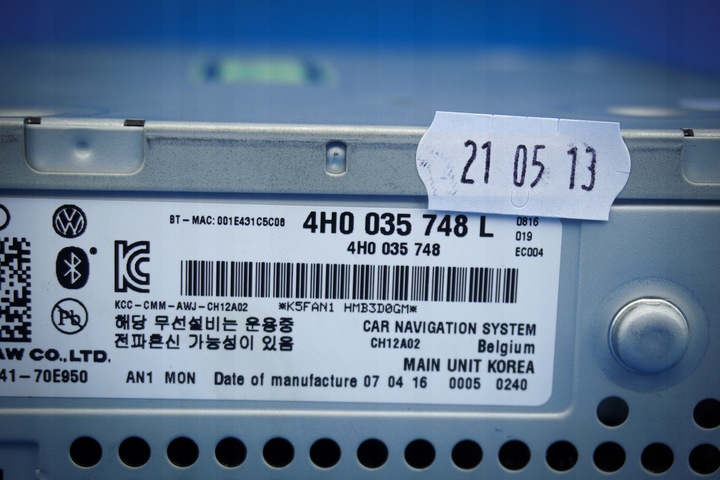 21 05 13
BT-MAC: 001E431C5C08
4H0 035 748 L
0816
4H0 035 748
019
EC004
KCC-CMM-AWJ-CH12A02
*K5FAN1 HMB3D0GM*
해당 무선설비는 운용중
전파혼신 가능성이 있음
CAR NAVIGATION SYSTEM
CH12A02
Belgium
AW CO.,LTD.
MAIN UNIT KOREA
41-70E950
AN1 MON
Date of manufacture 07 04 16
0005 0240
Pb